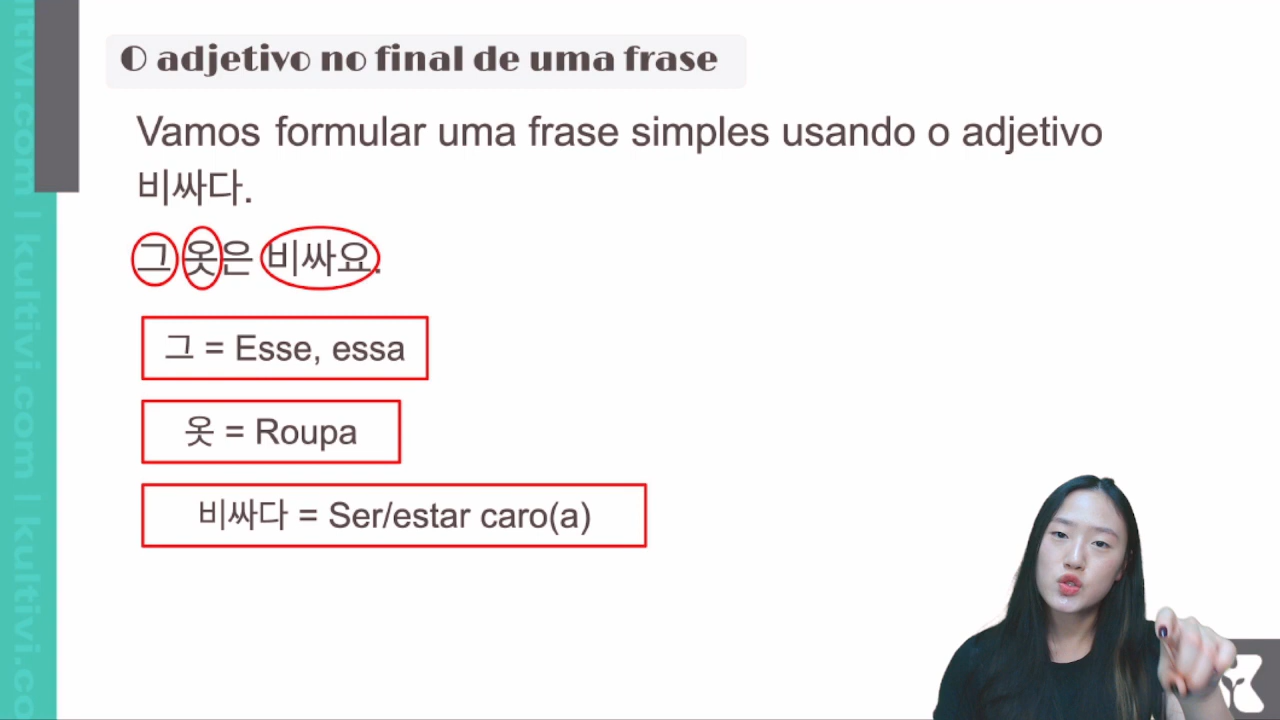 O adjetivo no final de uma frase
Vamos formular uma frase simples usando o adjetivo
비싸다.
그 옷은 비싸요.
그 = Esse, essa
옷 = Roupa
비싸다 = Ser/estar caro(a)
kultivi.com | kultivi.com | kultivi.co